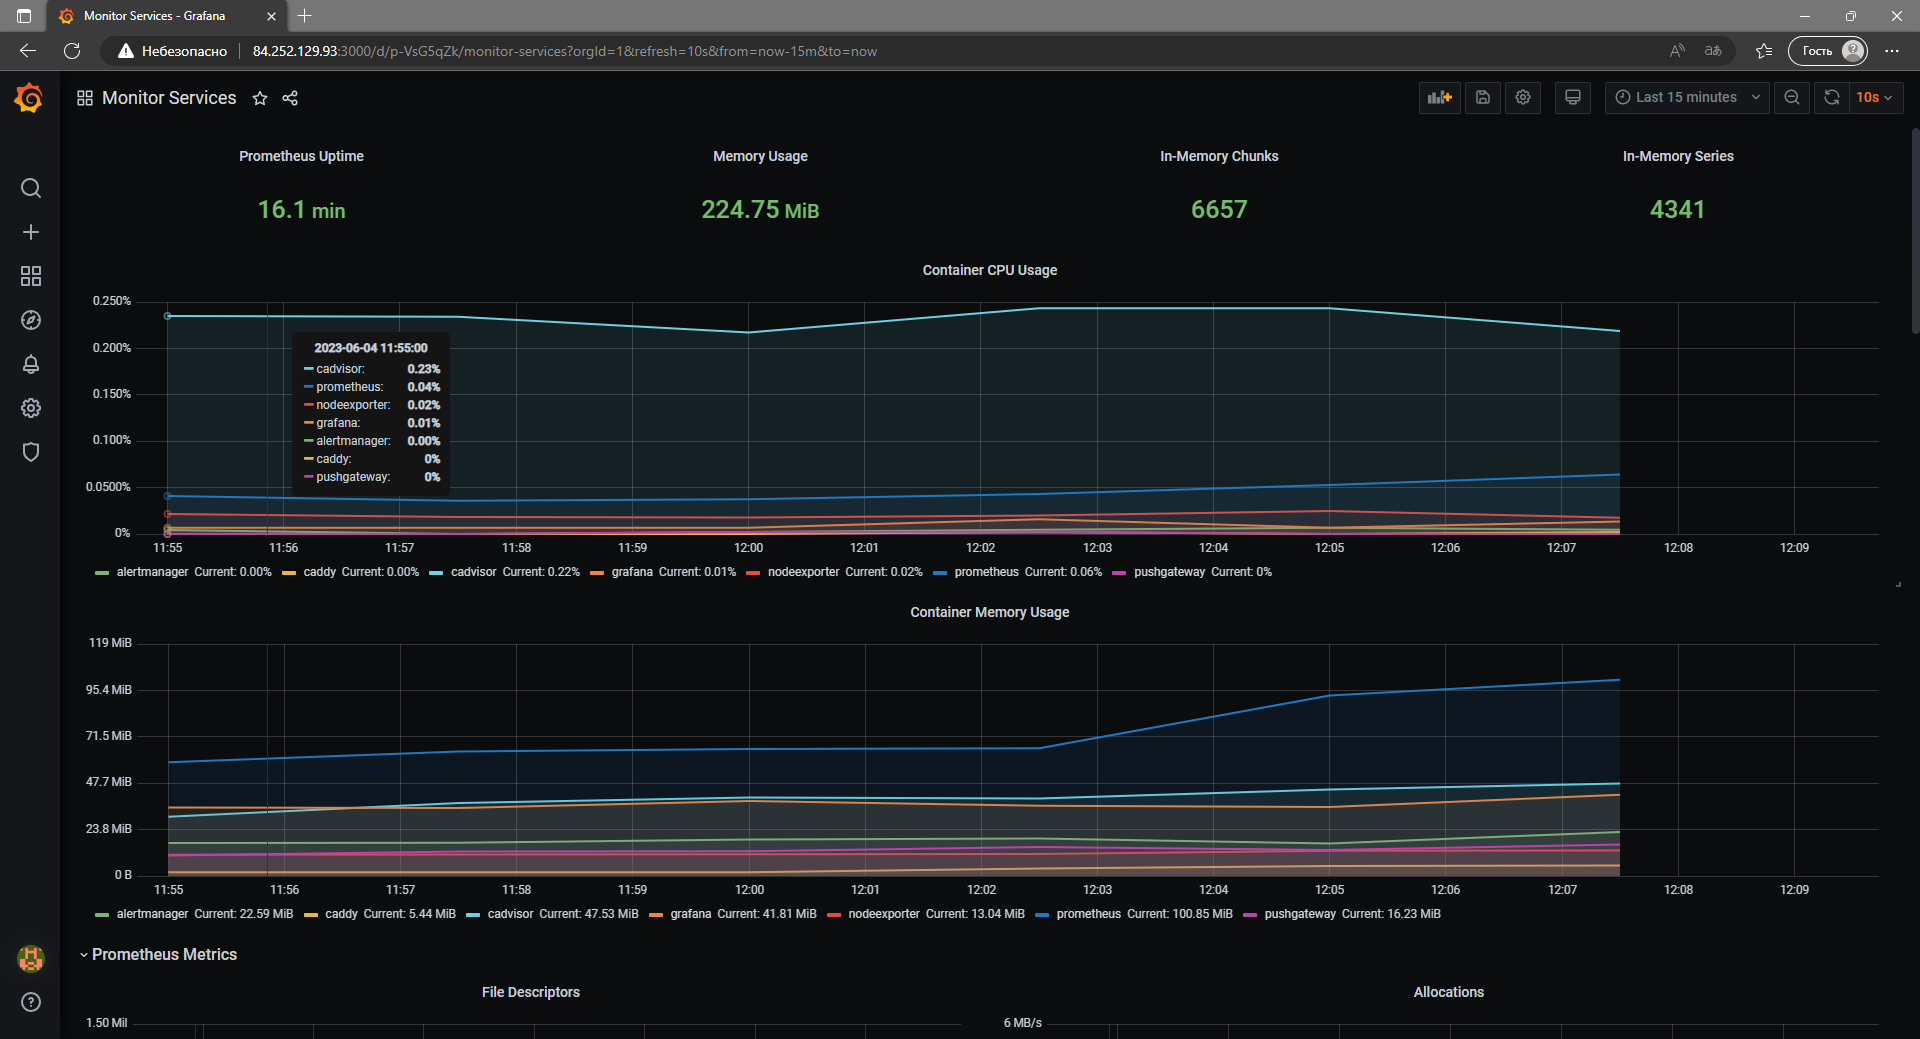 Monitor Services - Grafana
Небезопасно 84.252.129.93:3000/d/p-VsG5qZk/monitor-services?orgId=1&refresh=10s&from=now-15m&to=now Гость
Monitor Services Last 15 minutes 10s
Prometheus Uptime Memory Usage In-Memory Chunks In-Memory Series
16.1 min 224.75 MiB 6657 4341
Container CPU Usage
0.250%
0.200%
0.150%
0.100%
0.0500%
0%
2023-06-04 11:55:00
cadvisor: 0.23%
prometheus: 0.04%
nodeexporter: 0.02%
grafana: 0.01%
alertmanager: 0.00%
caddy: 0%
pushgateway: 0%
11:55 11:56 11:57 11:58 11:59 12:00 12:01 12:02 12:03 12:04 12:05 12:06 12:07 12:08 12:09
alertmanager Current: 0.00% caddy Current: 0.00% cadvisor Current: 0.22% grafana Current: 0.01% nodeexporter Current: 0.02% prometheus Current: 0.06% pushgateway Current: 0%
Container Memory Usage
119 MiB
95.4 MiB
71.5 MiB
47.7 MiB
23.8 MiB
0 B
11:55 11:56 11:57 11:58 11:59 12:00 12:01 12:02 12:03 12:04 12:05 12:06 12:07 12:08 12:09
alertmanager Current: 22.59 MiB caddy Current: 5.44 MiB cadvisor Current: 47.53 MiB grafana Current: 41.81 MiB nodeexporter Current: 13.04 MiB prometheus Current: 100.85 MiB pushgateway Current: 16.23 MiB
Prometheus Metrics
File Descriptors Allocations
1.50 Mil 6 MB/s